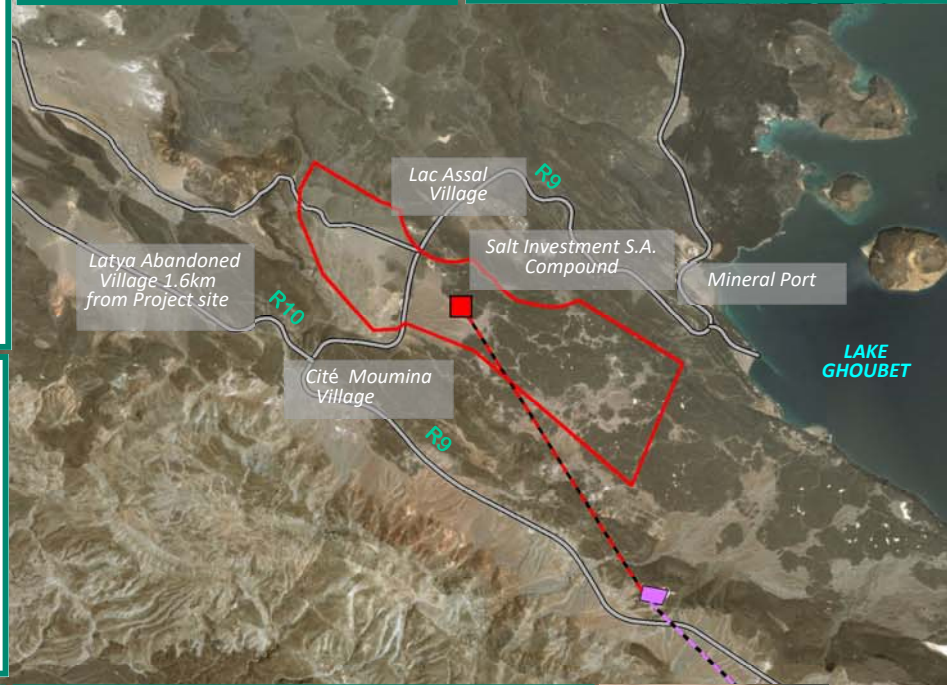 Lac Assal
Village
R9
Salt Investment S.A.
Compound
Latya Abandoned
Village 1.6km
from Project site
Mineral Port
R10
LAKE
GHOUBET
Cité Moumina
Village
R9